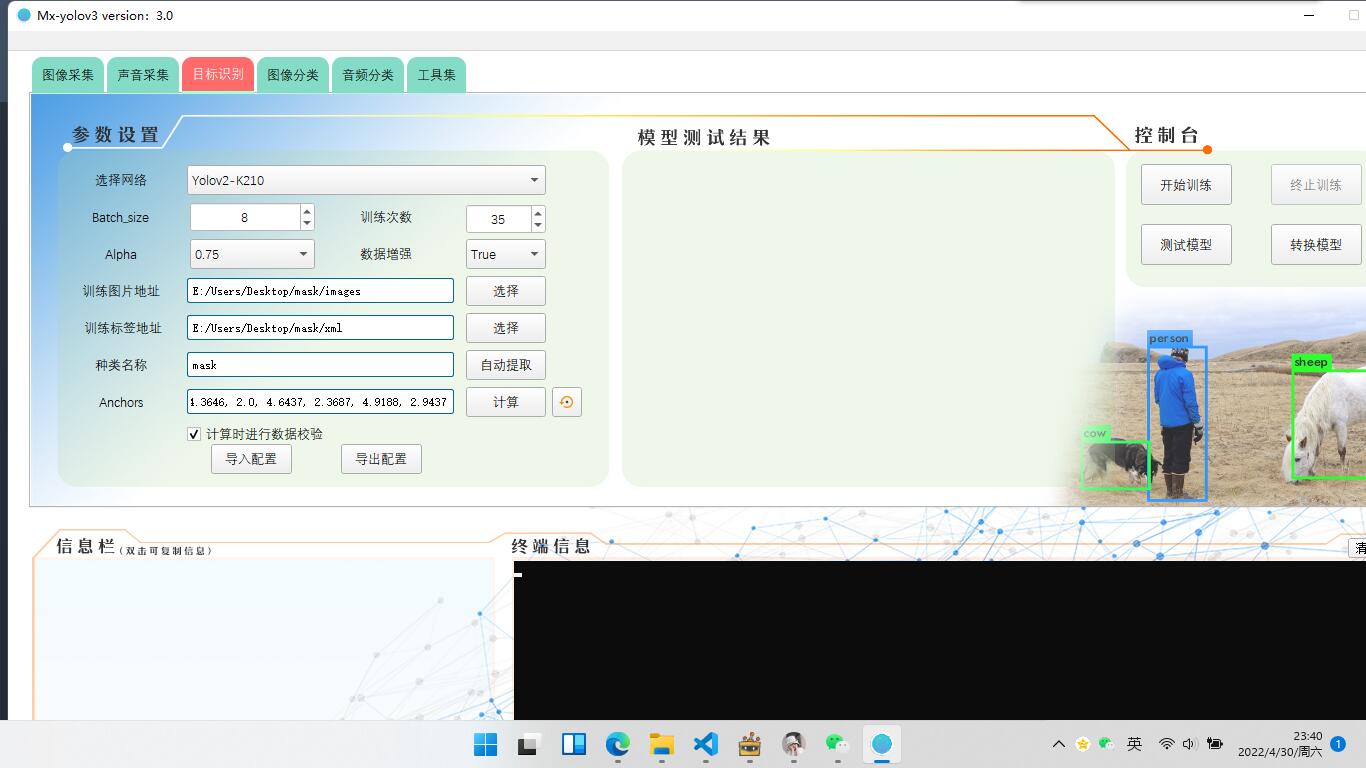 Mx-yolov3 version: 3.0
图像采集 声音采集 目标识别 图像分类 音频分类 工具集
参数设置 模型测试结果 控制台
选择网络 Yolov2-K210 开始训练 终止训练
Batch_size 8 训练次数 35
Alpha 0.75 数据增强 True 测试模型 转换模型
训练图片地址 E:/Users/Desktop/mask/images 选择
训练标签地址 E:/Users/Desktop/mask/xml 选择
person
种类名称 mask 自动提取
sheep
Anchors 1.3646, 2.0, 4.6437, 2.3687, 4.9188, 2.9437 计算
计算时进行数据校验
cow
导入配置 导出配置
信息栏(双击可复制信息) 终端信息 清
英 23:40
2022/4/30/周六 1